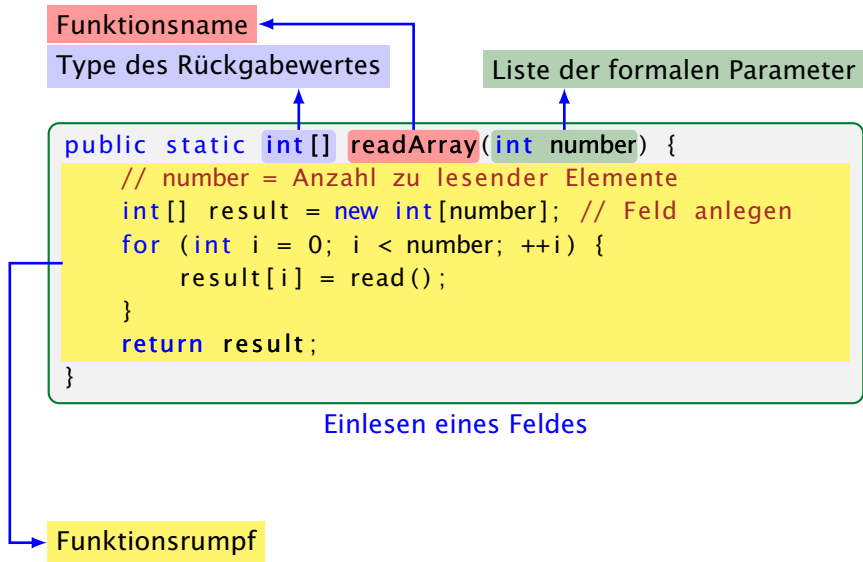 Funktionsname
Type des Rückgabewertes
Liste der formalen Parameter
public static int[] readArray(int number) {
// number = Anzahl zu lesender Elemente
int[] result = new int[number]; // Feld anlegen
for (int i = 0; i < number; ++i) {
result[i] = read();
}
return result;
}
Einlesen eines Feldes
Funktionsrumpf